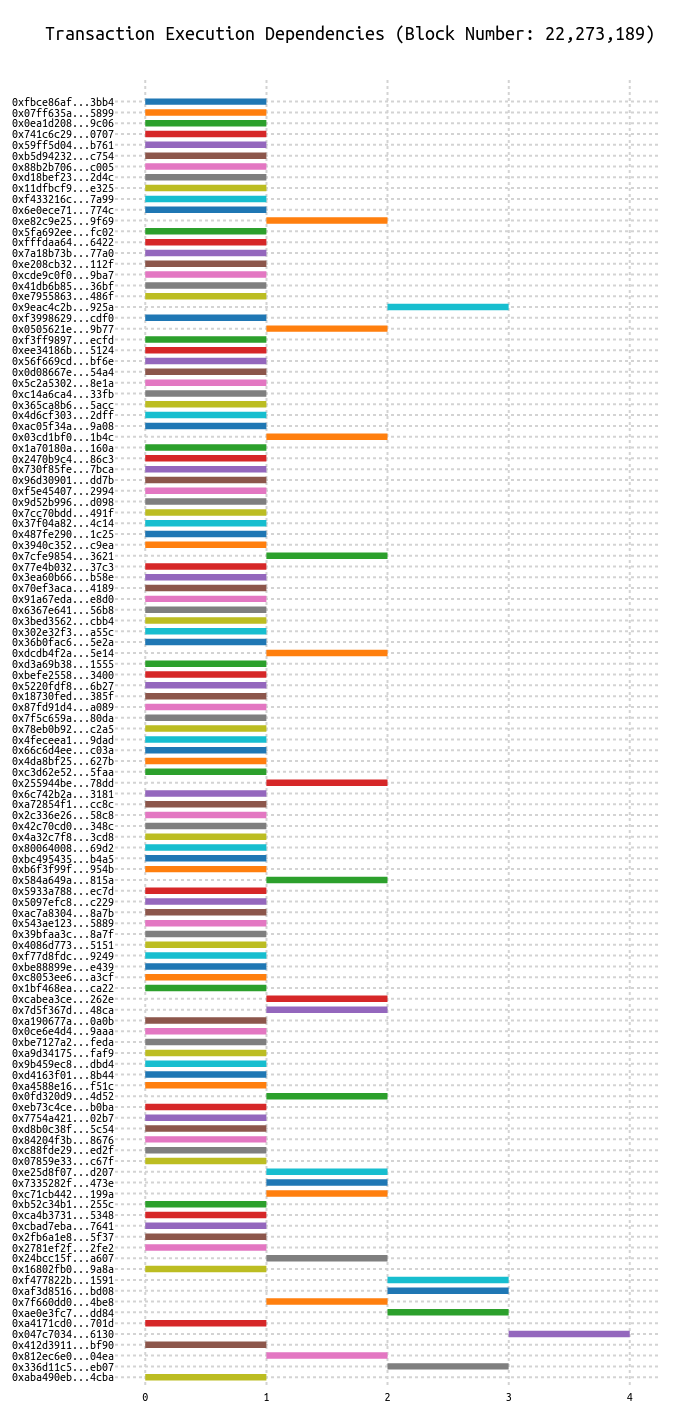 Transaction Execution Dependencies (Block Number: 22,273,189)
0xfbce86af...3bb4
0x07ff635a...5899
0x0ea1d208...9c06
0x741c6c29...0707
0x59ff5d04...b761
0xb5d94232...c754
0x88b2b706...c005
0xd18bef23...2d4c
0x11dfbcf9...e325
0xf433216c...7a99
0x6e0ece71...774c
0xe82c9e25...9f69
0x5fa692ee...fc02
0xfffdaa64...6422
0x7a18b73b...77a0
0xe208cb32...112f
0xcde9c0f0...9ba7
0x41db6b85...36bf
0xe7955863...486f
0x9eac4c2b...925a
0xf3998629...cdf0
0x0505621e...9b77
0xf3ff9897...ecfd
0xee34186b...5124
0x56f669cd...bf6e
0x0d08667e...54a4
0x5c2a5302...8e1a
0xc14a6ca4...33fb
0x365ca8b6...5acc
0x4d6cf303...2dff
0xac05f34a...9a08
0x03cd1bf0...1b4c
0x1a70180a...160a
0x2470b9c4...86c3
0x730f85fe...7bca
0x96d30901...dd7b
0xf5e45407...2994
0x9d52b996...d098
0x7cc70bdd...491f
0x37f04a82...4c14
0x487fe290...1c25
0x3940c352...c9ea
0x7cfe9854...3621
0x77e4b032...37c3
0x3ea60b66...b58e
0x70ef3aca...4189
0x91a67eda...e8d0
0x6367e641...56b8
0x3bed3562...cbb4
0x302e32f3...a55c
0x36b0fac6...5e2a
0xdcdb4f2a...5e14
0xd3a69b38...1555
0xbefe2558...3400
0x5220fdf8...6b27
0x18730fed...385f
0x87fd91d4...a089
0x7f5c659a...80da
0x78eb0b92...c2a5
0x4feceea1...9dad
0x66c6d4ee...c03a
0x4da8bf25...627b
0xc3d62e52...5faa
0x255944be...78dd
0x6c742b2a...3181
0xa72854f1...cc8c
0x2c336e26...58c8
0x42c70cd0...348c
0x4a32c7f8...3cd8
0x80064008...69d2
0xbc495435...b4a5
0xb6f3f99f...954b
0x584a649a...815a
0x5933a788...ec7d
0x5097efc8...c229
0xac7a8304...8a7b
0x543ae123...5889
0x39bfaa3c...8a7f
0x4086d773...5151
0xf77d8fdc...9249
0xbe88899e...e439
0xc8053ee6...a3cf
0x1bf468ea...ca22
0xcabea3ce...262e
0x7d5f367d...48ca
0xa190677a...0a0b
0x0ce6e4d4...9aaa
0xbe7127a2...feda
0xa9d34175...faf9
0x9b459ec8...dbd4
0xd4163f01...8b44
0xa4588e16...f51c
0x0fd320d9...4d52
0xeb73c4ce...b0ba
0x7754a421...02b7
0xd8b0c38f...5c54
0x84204f3b...8676
0xc88fde29...ed2f
0x07859e33...c67f
0xe25d8f07...d207
0x7335282f...473e
0xc71cb442...199a
0xb52c34b1...255c
0xca4b3731...5348
0xcbad7eba...7641
0x2fb6a1e8...5f37
0x2781ef2f...2fe2
0x24bcc15f...a607
0x16802fb0...9a8a
0xf477822b...1591
0xaf3d8516...bd08
0x7f660dd0...4be8
0xae0e3fc7...dd84
0xa4171cd0...701d
0x047c7034...6130
0x412d3911...bf90
0x812ec6e0...04ea
0x336d11c5...eb07
0xaba490eb...4cba
0 1 2 3 4